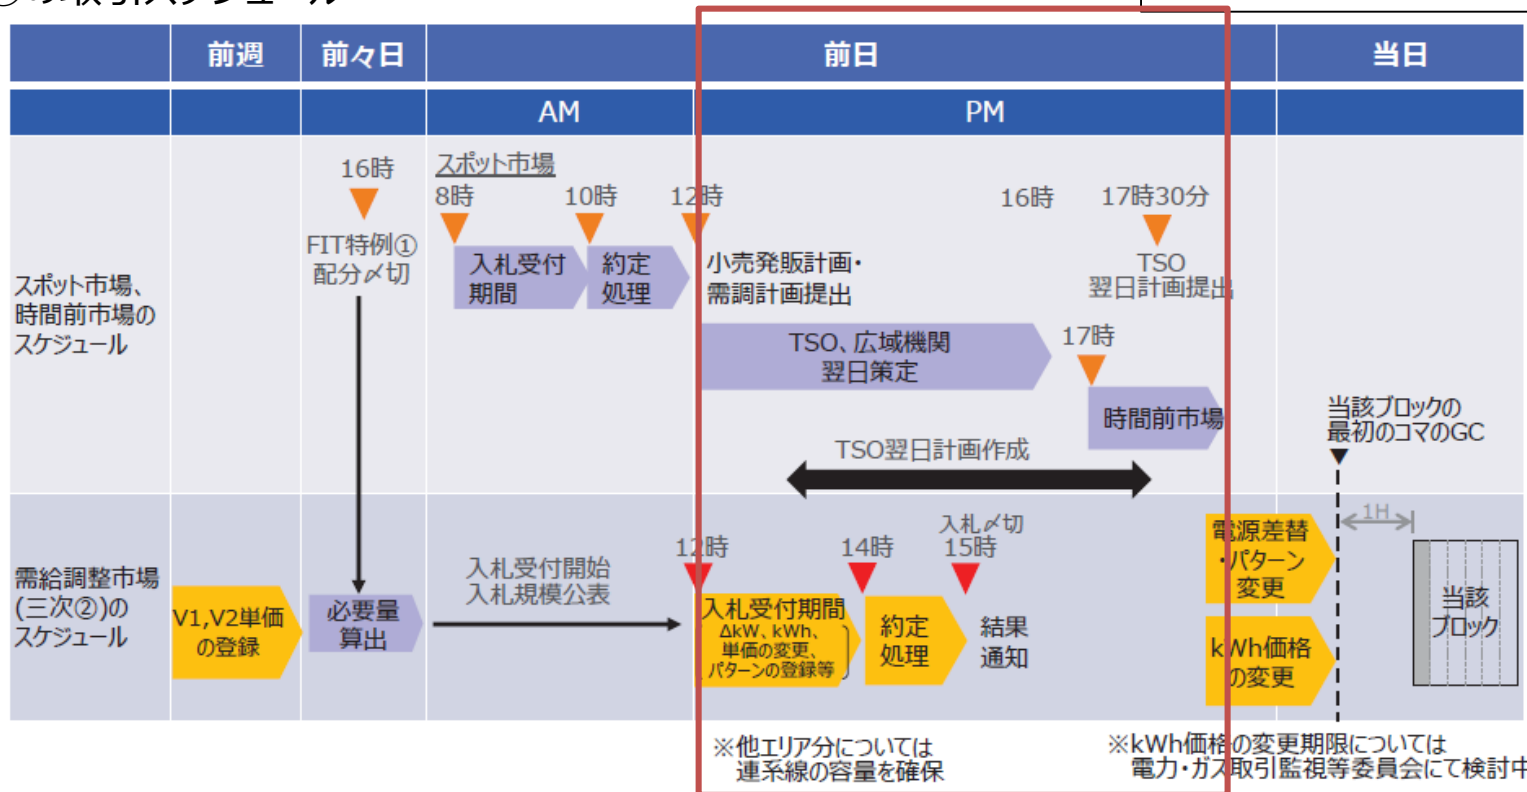 の取引スケジュール
前週
前々日
前日
当日
AM
PM
スポット市場、
時間前市場の
スケジュール
16時
FIT特例①
配分〆切
スポット市場
8時
10時
12時
入札受付
期間
約定
処理
小売発販計画・
需調計画提出
16時
17時30分
TSO
翌日計画提出
TSO、広域機関
翌日策定
17時
時間前市場
TSO翌日計画作成
当該ブロックの
最初のコマのGC
1H
需給調整市場
(三次②)の
スケジュール
V1,V2単価
の登録
必要量
算出
入札受付開始
入札規模公表
12時
入札受付期間
ΔkW、kWh、
単価の変更、
パターンの登録等
14時
約定
処理
入札〆切
15時
結果
通知
電源差替
・パターン
変更
kWh価格
の変更
当該
ブロック
※他エリア分については
連系線の容量を確保
※kWh価格の変更期限については
電力・ガス取引監視等委員会にて検討中